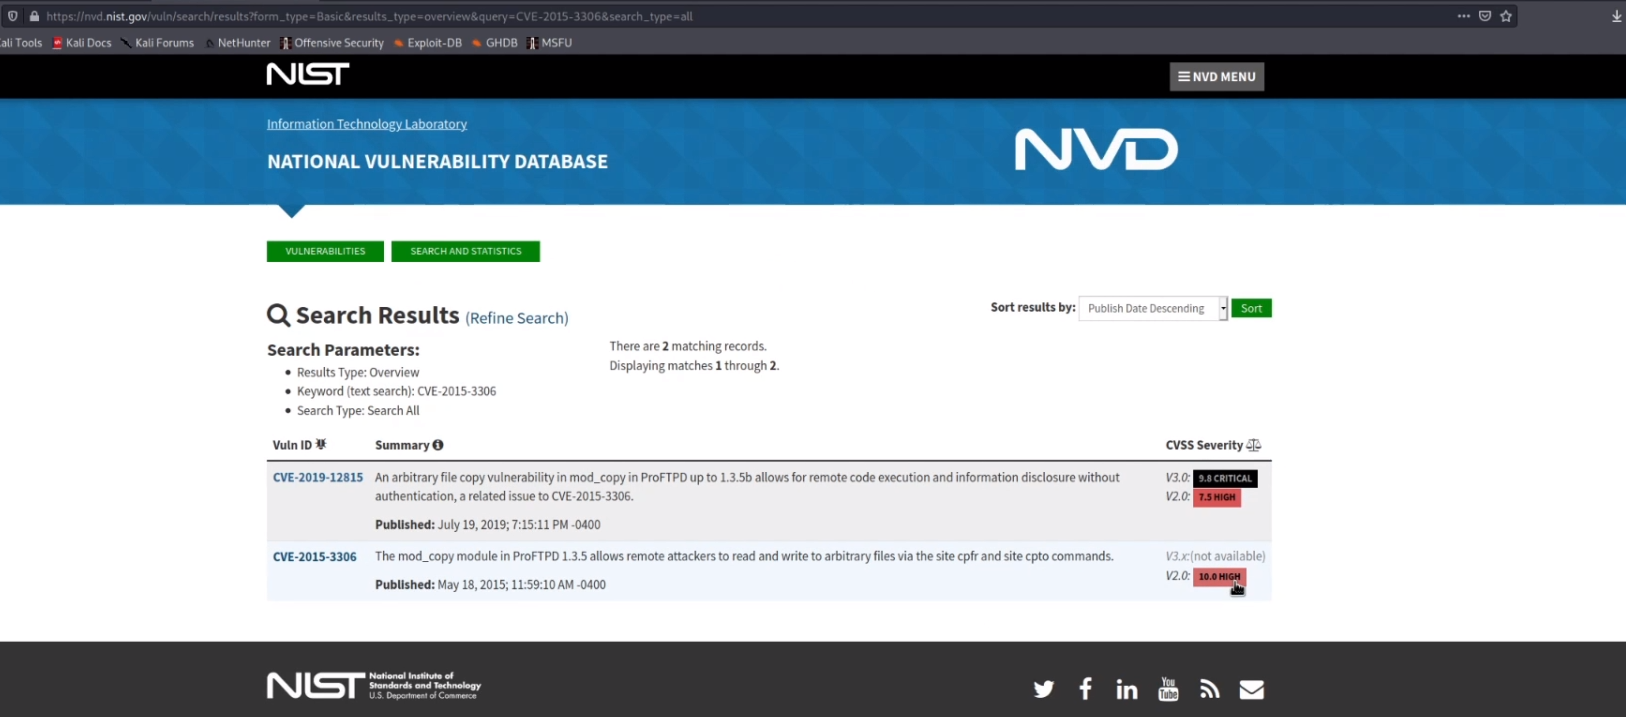 https://nvd.nist.gov/vuln/search/results?form_type=Basic&results_type=overview&query=CVE-2015-3306&search_type=all
ali Tools Kali Docs Kali Forums NetHunter Offensive Security Exploit-DB GHDB MSFU
NIST
NVD MENU
Information Technology Laboratory
NATIONAL VULNERABILITY DATABASE
NVD
VULNERABILITIES SEARCH AND STATISTICS
Search Results (Refine Search)
Sort results by: Publish Date Descending Sort
Search Parameters:
• Results Type: Overview
• Keyword (text search): CVE-2015-3306
• Search Type: Search All
There are 2 matching records.
Displaying matches 1 through 2.
Vuln ID Summary CVSS Severity
CVE-2019-12815 An arbitrary file copy vulnerability in mod_copy in ProFTPD up to 1.3.5b allows for remote code execution and information disclosure without V3.0: 9.8 CRITICAL
authentication, a related issue to CVE-2015-3306. V2.0: 7.5 HIGH
Published: July 19, 2019; 7:15:11 PM -0400
CVE-2015-3306 The mod_copy module in ProFTPD 1.3.5 allows remote attackers to read and write to arbitrary files via the site cpfr and site cpto commands. V3.x:(not available)
V2.0: 10.0 HIGH
Published: May 18, 2015; 11:59:10 AM -0400
NIST National Institute of
Standards and Technology
U.S. Department of Commerce
You
Tube